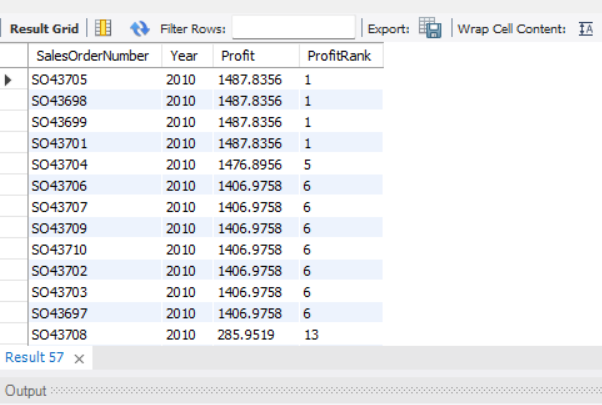 Result Grid Filter Rows: Export: Wrap Cell Content: IA
SalesOrderNumber Year Profit ProfitRank
SO43705 2010 1487.8356 1
SO43698 2010 1487.8356 1
SO43699 2010 1487.8356 1
SO43701 2010 1487.8356 1
SO43704 2010 1476.8956 5
SO43706 2010 1406.9758 6
SO43707 2010 1406.9758 6
SO43709 2010 1406.9758 6
SO43710 2010 1406.9758 6
SO43702 2010 1406.9758 6
SO43703 2010 1406.9758 6
SO43697 2010 1406.9758 6
SO43708 2010 285.9519 13
Result 57 ×
Output